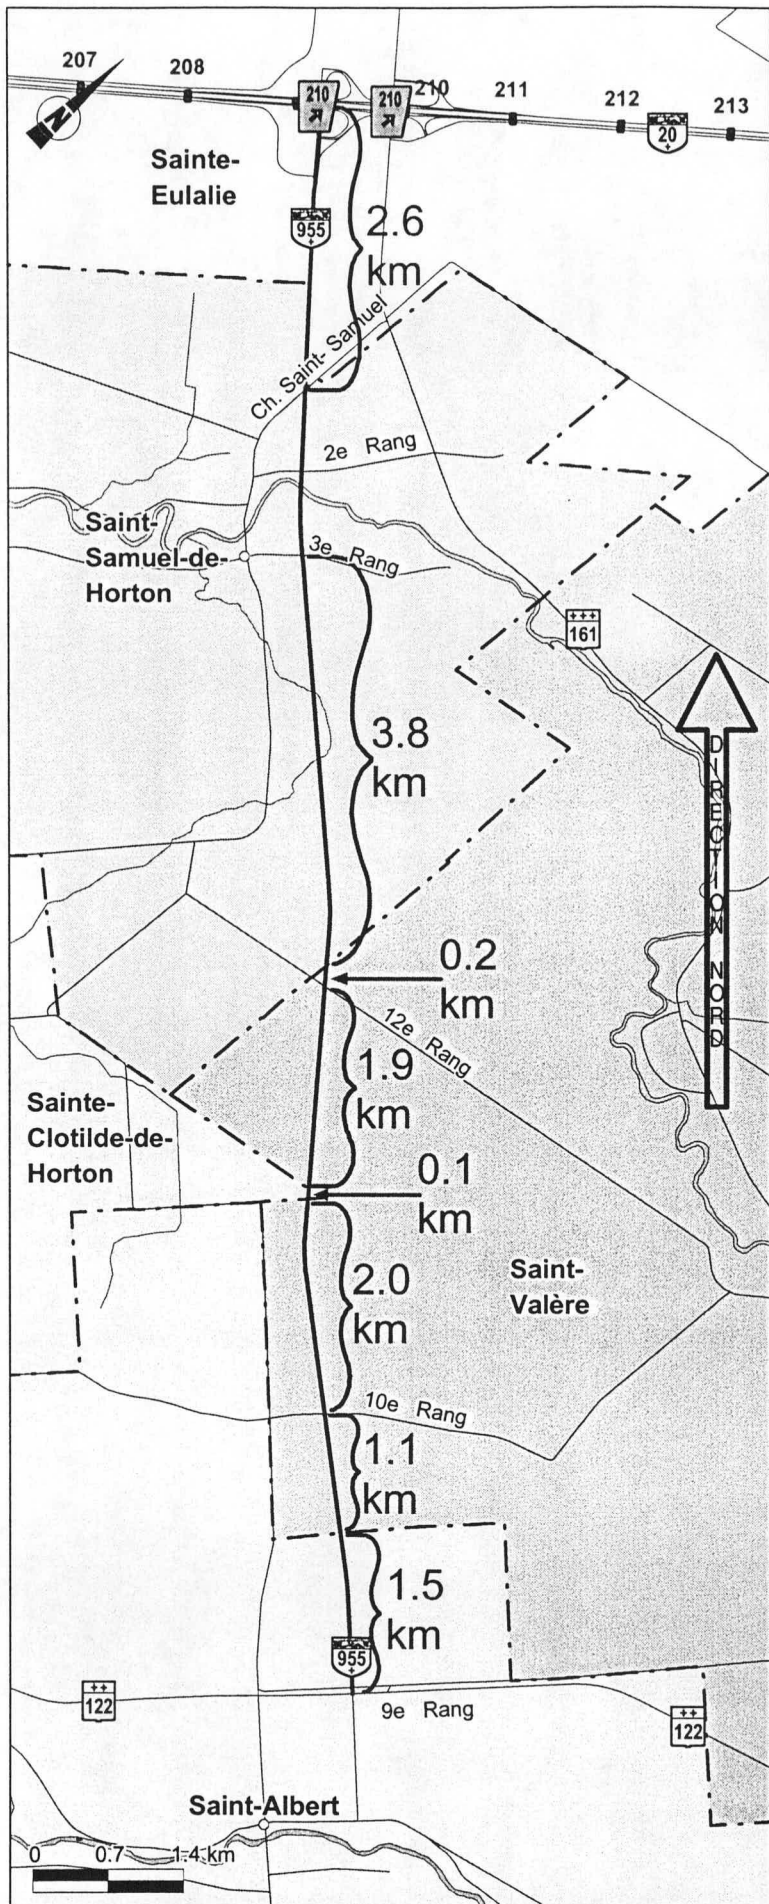 207
208
210
210
210
211
212
20
213
N
Sainte-
Eulalie
955
2.6
km
Ch. Saint-Samuel
2e Rang
Saint-
Samuel-de-
Horton
3e Rang
161
3.8
km
DIRECTION NORD
0.2
km
12e Rang
1.9
km
Sainte-
Clotilde-de-
Horton
0.1
km
2.0
km
Saint-
Valère
10e Rang
1.1
km
1.5
km
955
122
9e Rang
122
Saint-Albert
0 0.7 1.4 km